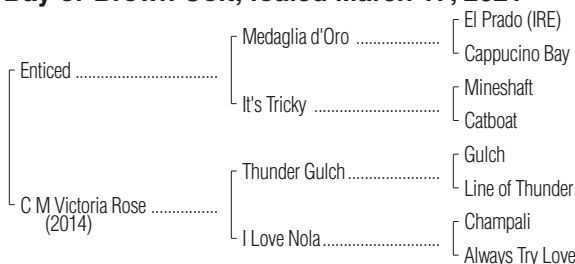 Bay or Brown Colt; foaled March 17, 2021
El Prado (IRE)
Medaglia d'Oro ....................
Cappucino Bay
Enticed ..................................
Mineshaft
It's Tricky ..............................
Catboat
Gulch
Thunder Gulch......................
Line of Thunder
C M Victoria Rose ................
(2014)
Champali
I Love Nola............................
Always Try Love